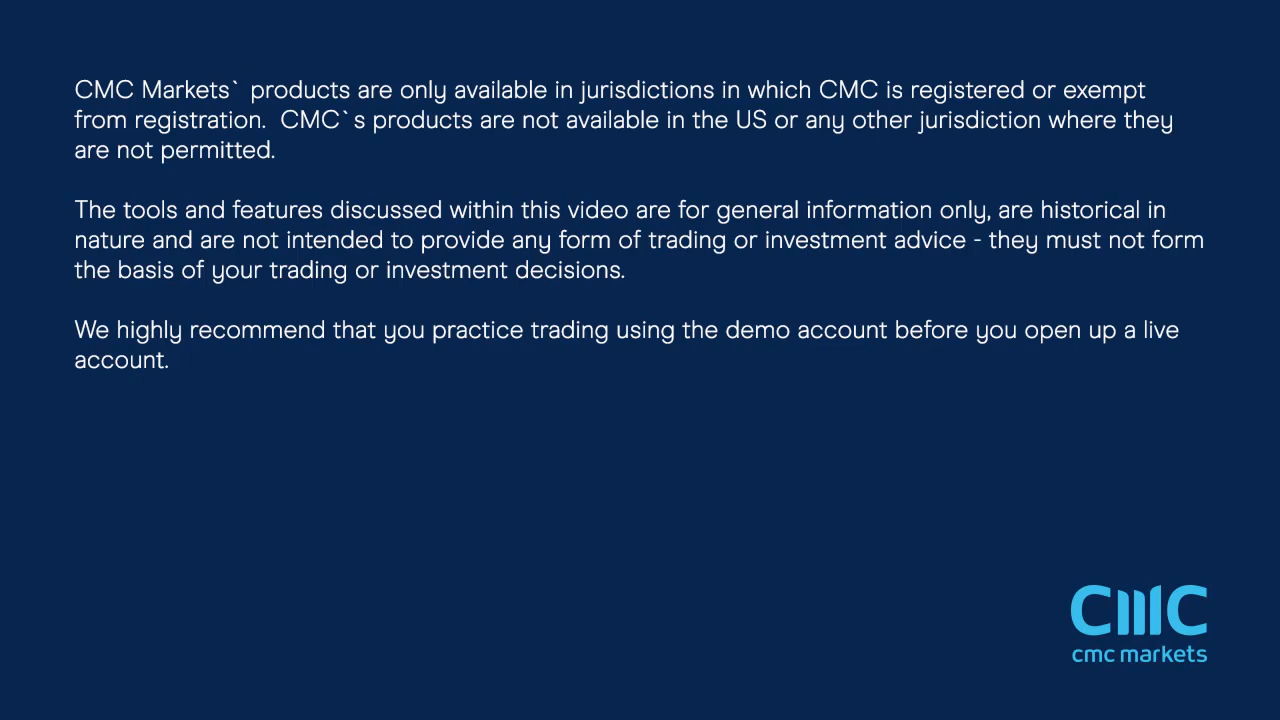 CMC Markets` products are only available in jurisdictions in which CMC is registered or exempt
from registration.  CMC`s products are not available in the US or any other jurisdiction where they
are not permitted.
The tools and features discussed within this video are for general information only, are historical in
nature and are not intended to provide any form of trading or investment advice - they must not form
the basis of your trading or investment decisions.
We highly recommend that you practice trading using the demo account before you open up a live
account.
CMC
cmc markets